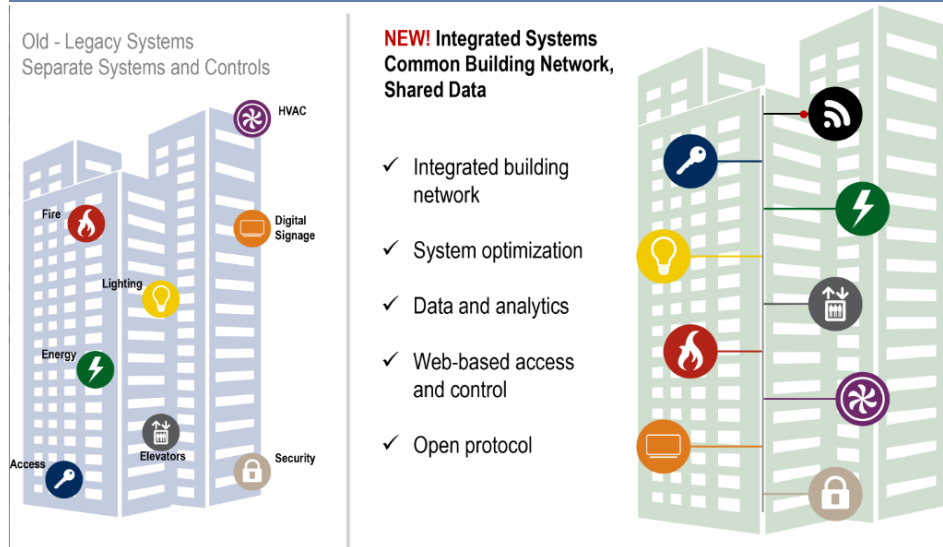 Old - Legacy Systems
Separate Systems and Controls
HVAC
Fire
Digital
Signage
Lighting
Energy
Elevators
Access
Security
NEW! Integrated Systems
Common Building Network,
Shared Data
✓ Integrated building
network
✓ System optimization
✓ Data and analytics
✓ Web-based access
and control
✓ Open protocol